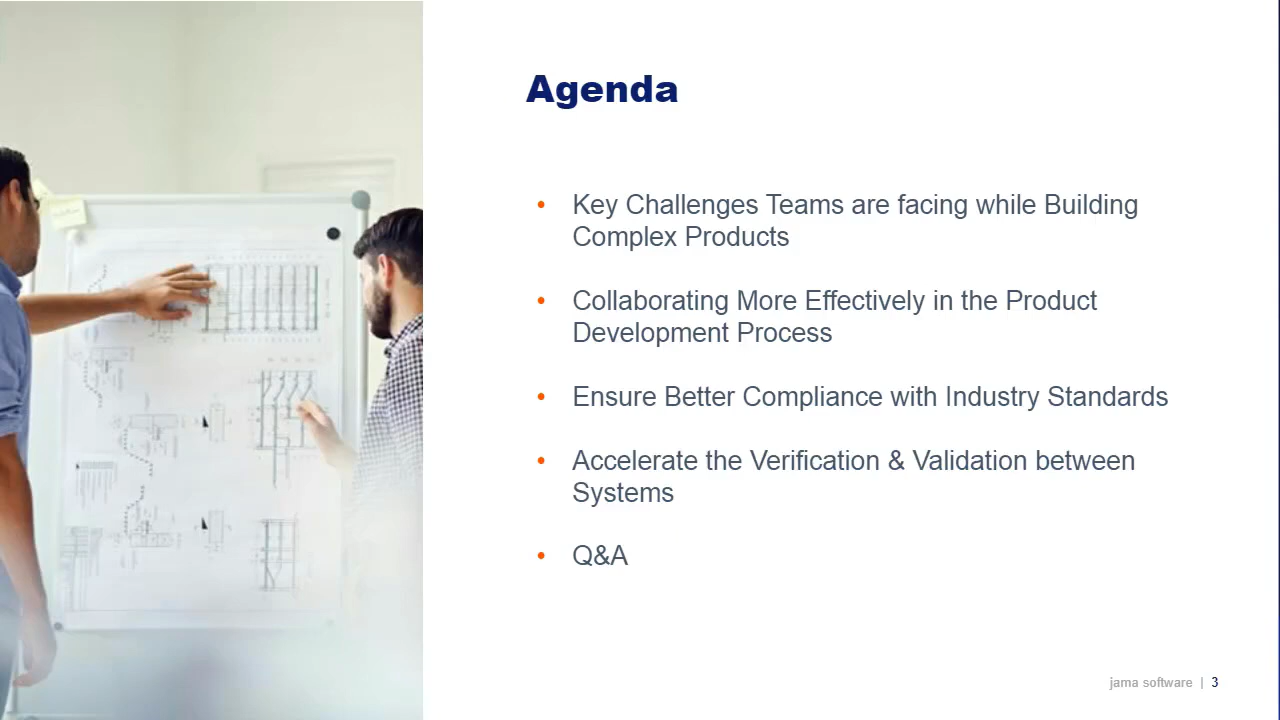 Agenda
• Key Challenges Teams are facing while Building
Complex Products
• Collaborating More Effectively in the Product
Development Process
• Ensure Better Compliance with Industry Standards
• Accelerate the Verification & Validation between
Systems
• Q&A
jama software | 3